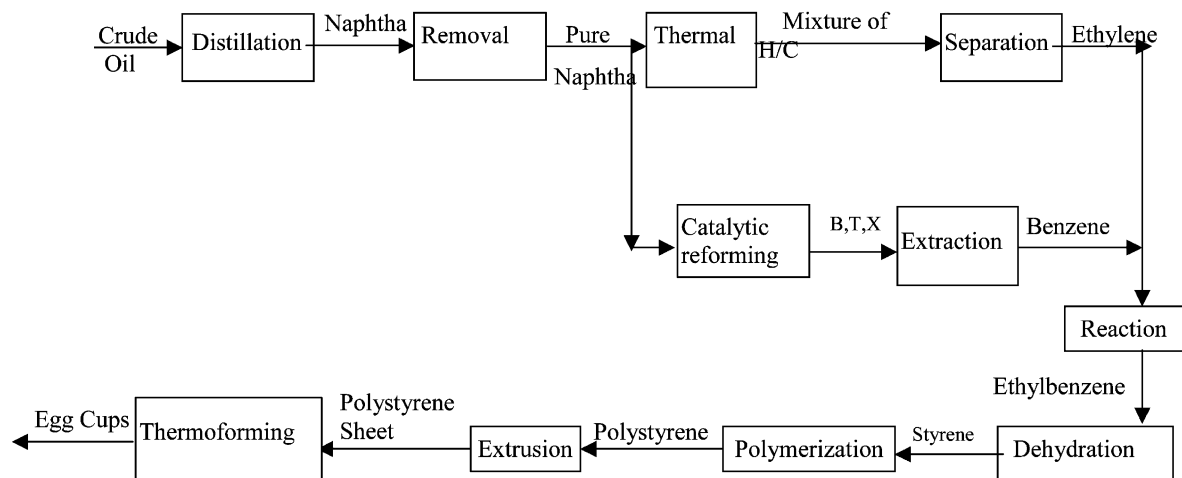 Crude
Oil
Distillation
Naphtha
Removal
Pure
Naphtha
Thermal
Mixture of
H/C
Separation
Ethylene
Catalytic
reforming
B,T,X
Extraction
Benzene
Reaction
Ethylbenzene
Dehydration
Styrene
Polymerization
Polystyrene
Extrusion
Polystyrene
Sheet
Thermoforming
Egg Cups